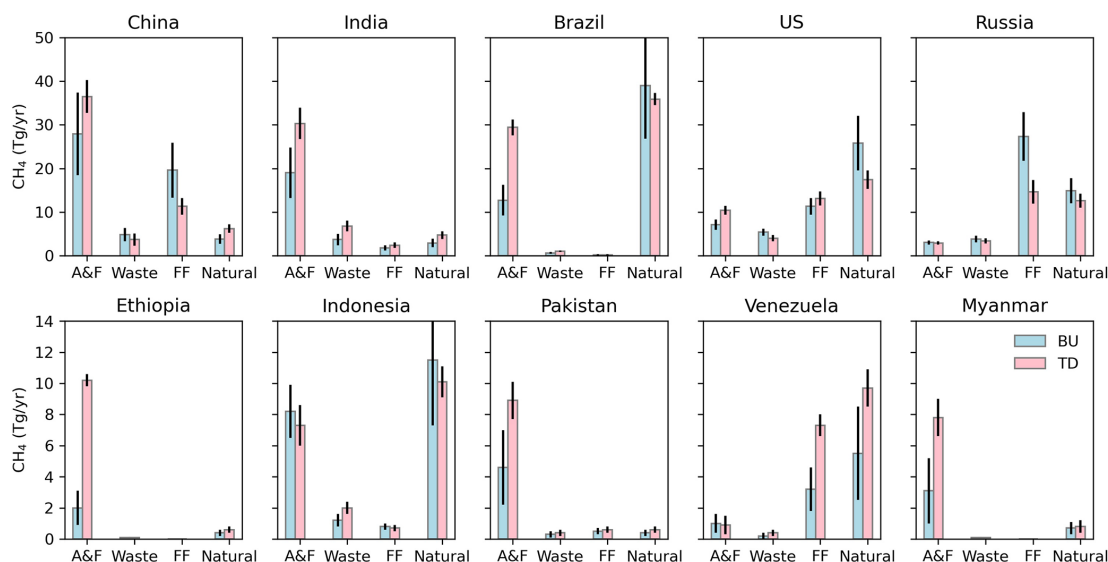 China India Brazil US Russia
50
40
30
20
10
0
CH₄ (Tg/yr)
A&F Waste FF Natural A&F Waste FF Natural A&F Waste FF Natural A&F Waste FF Natural A&F Waste FF Natural
Ethiopia Indonesia Pakistan Venezuela Myanmar
14
12
10
8
6
4
2
0
CH₄ (Tg/yr)
BU
TD
A&F Waste FF Natural A&F Waste FF Natural A&F Waste FF Natural A&F Waste FF Natural A&F Waste FF Natural